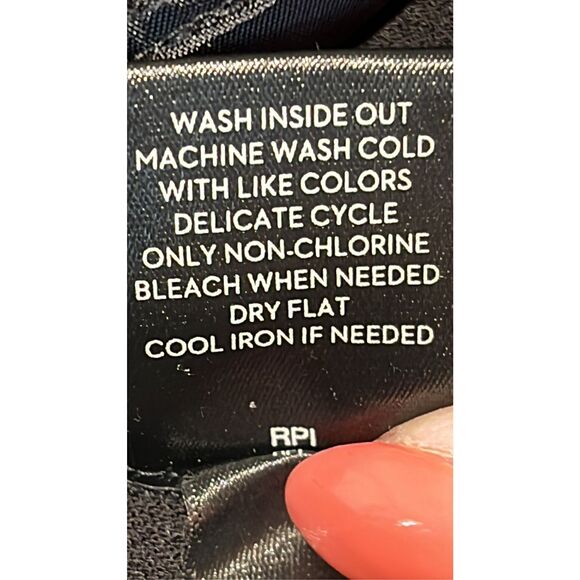 WASH INSIDE OUT
MACHINE WASH COLD
WITH LIKE COLORS
DELICATE CYCLE
ONLY NON-CHLORINE
BLEACH WHEN NEEDED
DRY FLAT
COOL IRON IF NEEDED
RPI